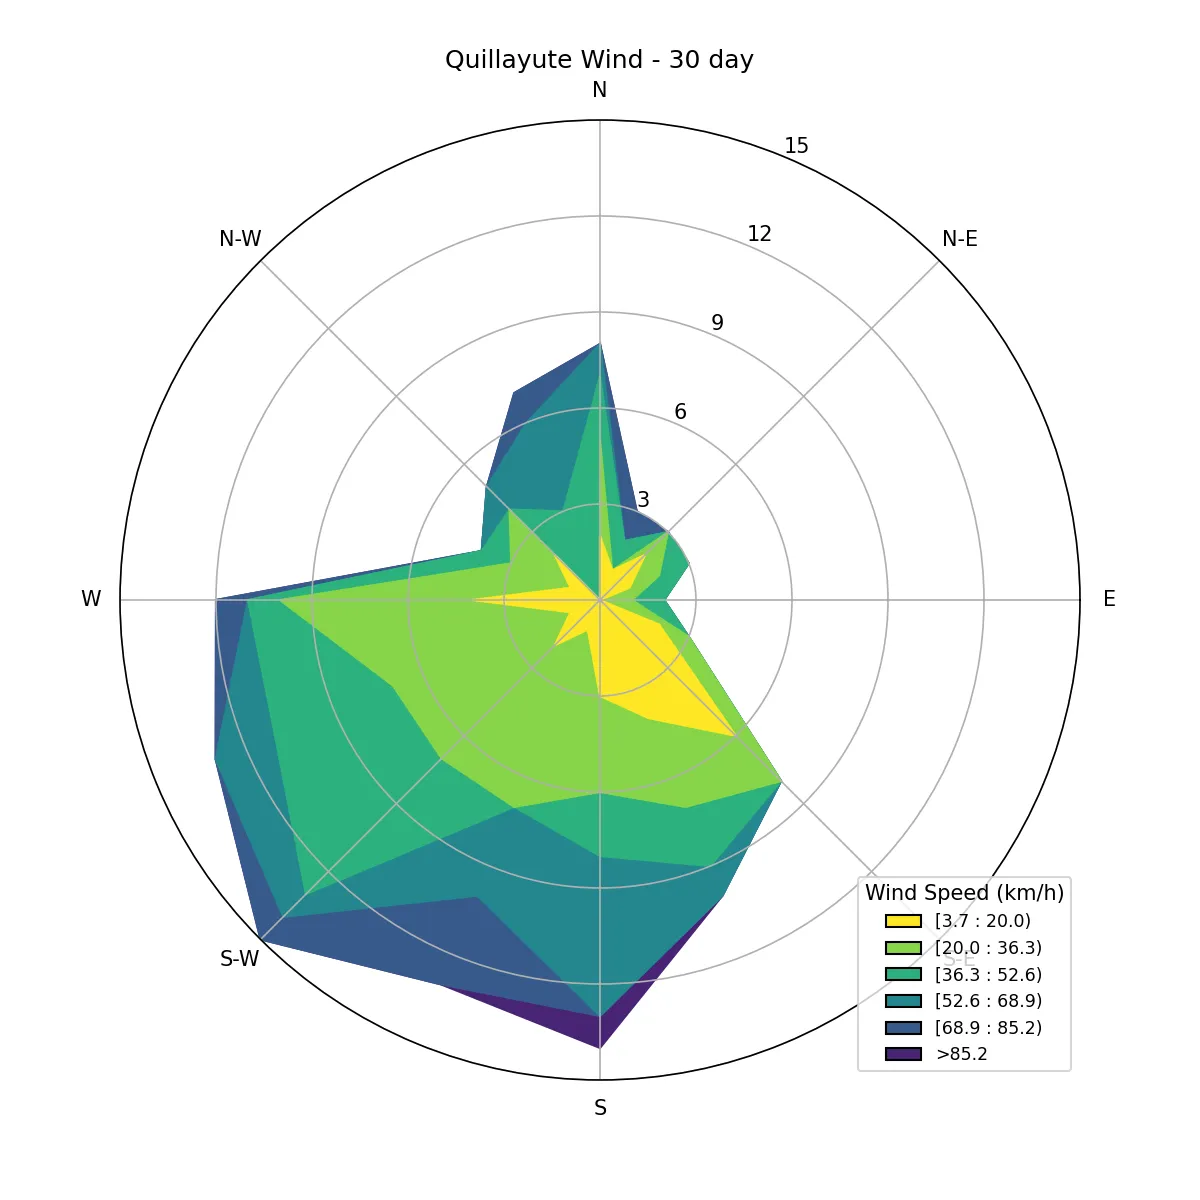 Quillayute Wind - 30 day
N
15
N-W
12
N-E
9
6
3
W
E
Wind Speed (km/h)
[3.7 : 20.0)
[20.0 : 36.3)
S-W
S-E
[36.3 : 52.6)
[52.6 : 68.9)
[68.9 : 85.2)
>85.2
S